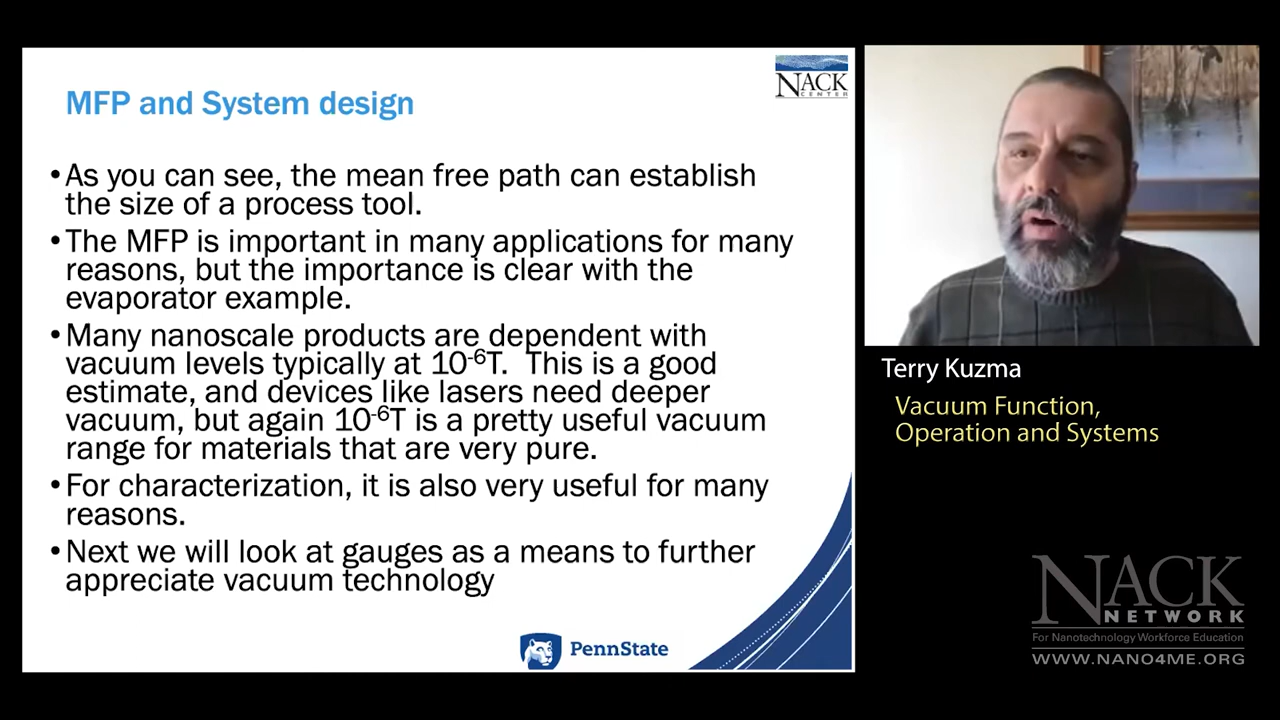 MFP and System design
NACK
CENTER
•As you can see, the mean free path can establish
the size of a process tool.
•The MFP is important in many applications for many
reasons, but the importance is clear with the
evaporator example.
•Many nanoscale products are dependent with
vacuum levels typically at 10⁻⁶T.  This is a good
estimate, and devices like lasers need deeper
vacuum, but again 10⁻⁶T is a pretty useful vacuum
range for materials that are very pure.
•For characterization, it is also very useful for many
reasons.
•Next we will look at gauges as a means to further
appreciate vacuum technology
PennState
Terry Kuzma
Vacuum Function,
Operation and Systems
NACK
NETWORK
For Nanotechnology Workforce Education
WWW.NANO4ME.ORG